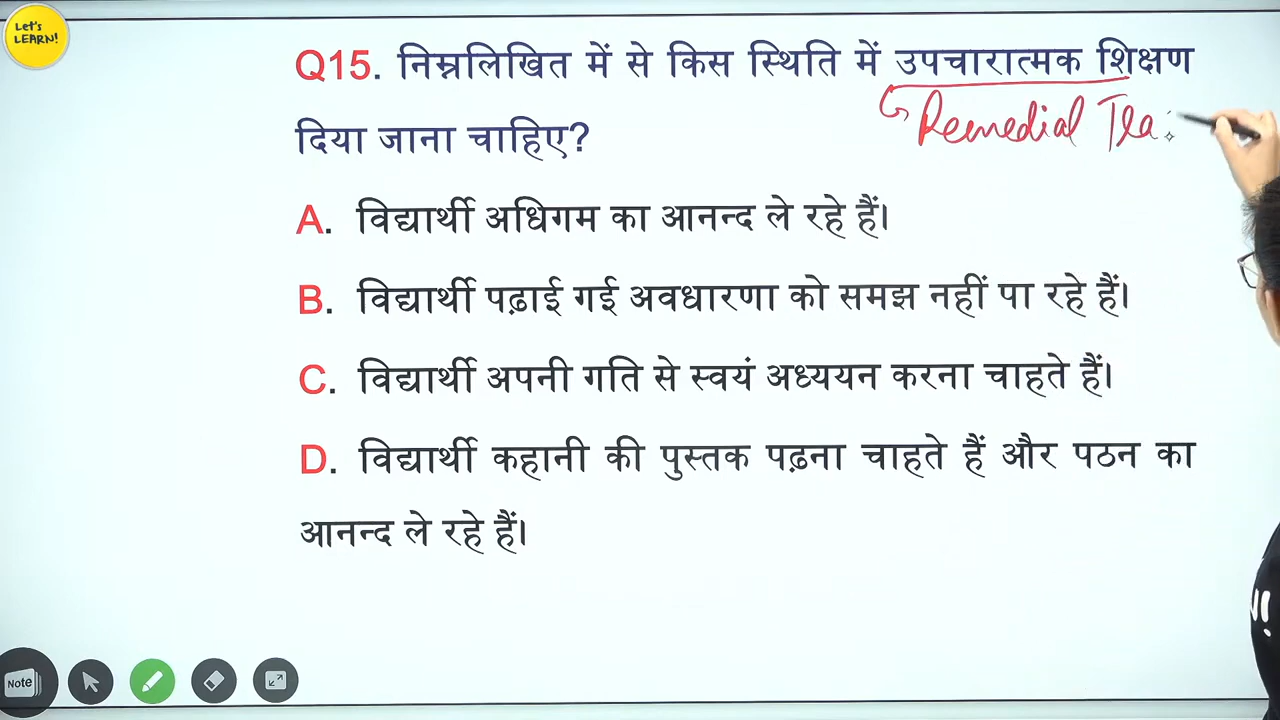 Let's
LEARN!
Q15. निम्नलिखित में से किस स्थिति में उपचारात्मक शिक्षण
Remedial Tea
दिया जाना चाहिए?
A. विद्यार्थी अधिगम का आनन्द ले रहे हैं।
B. विद्यार्थी पढ़ाई गई अवधारणा को समझ नहीं पा रहे हैं।
C. विद्यार्थी अपनी गति से स्वयं अध्ययन करना चाहते हैं।
D. विद्यार्थी कहानी की पुस्तक पढ़ना चाहते हैं और पठन का
आनन्द ले रहे हैं।
Note